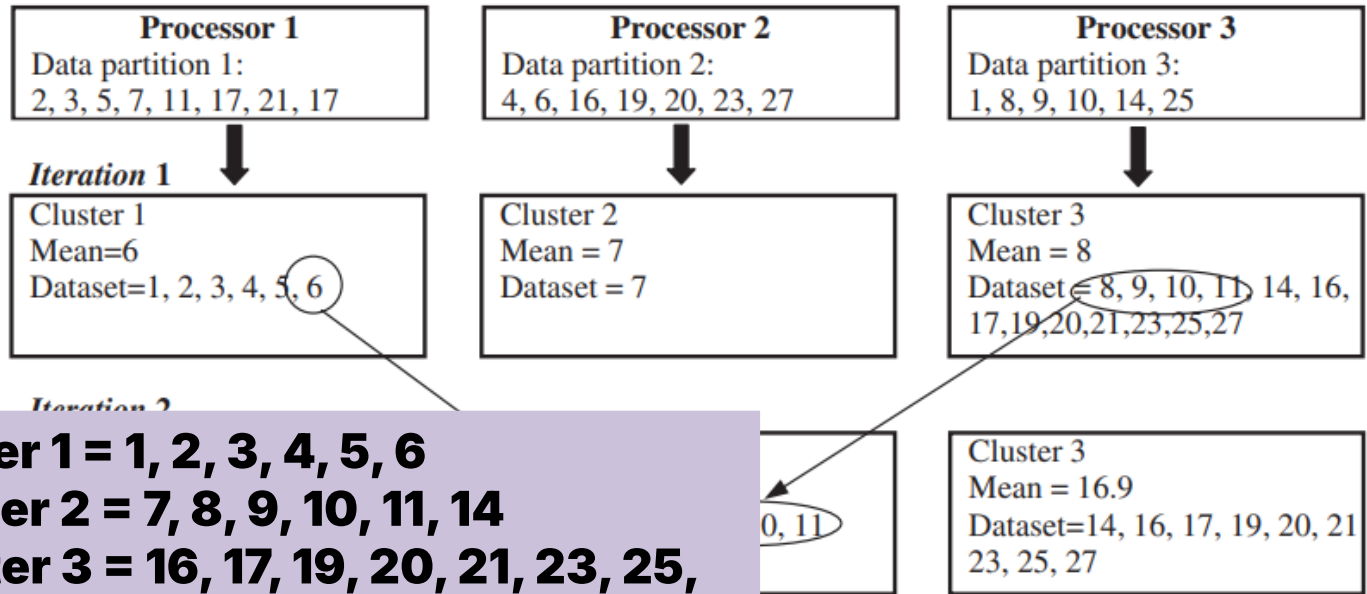 Processor 1
Data partition 1:
2, 3, 5, 7, 11, 17, 21, 17
Processor 2
Data partition 2:
4, 6, 16, 19, 20, 23, 27
Processor 3
Data partition 3:
1, 8, 9, 10, 14, 25
Iteration 1
Cluster 1
Mean=6
Dataset=1, 2, 3, 4, 5, 6
Cluster 2
Mean = 7
Dataset = 7
Cluster 3
Mean = 8
Dataset = 8, 9, 10, 11, 14, 16,
17,19,20,21,23,25,27
Iteration 2
er 1 = 1, 2, 3, 4, 5, 6
er 2 = 7, 8, 9, 10, 11, 14
er 3 = 16, 17, 19, 20, 21, 23, 25,
0, 11
Cluster 3
Mean = 16.9
Dataset=14, 16, 17, 19, 20, 21
23, 25, 27